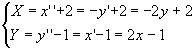 X = x''+2 = −y'+2 = −2y + 2
Y = y''−1 = x'−1 = 2x − 1